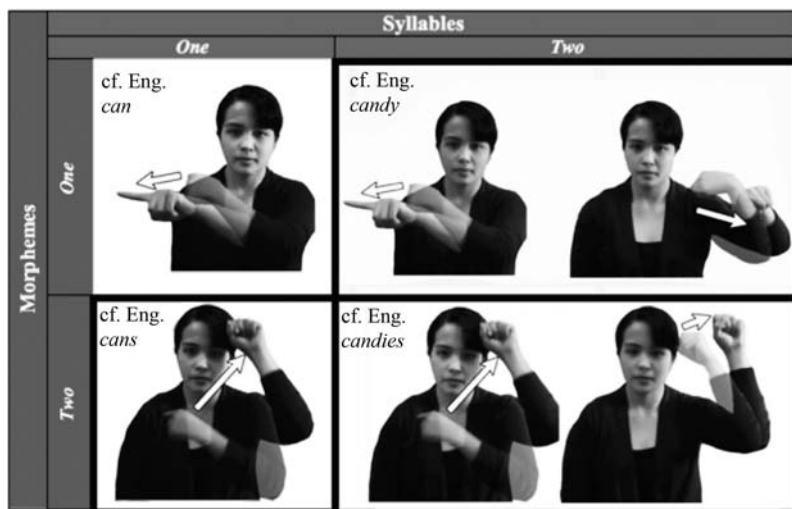 Syllables
One
Two
Morphemes
One
cf. Eng.
can
cf. Eng.
candy
Two
cf. Eng.
cans
cf. Eng.
candies